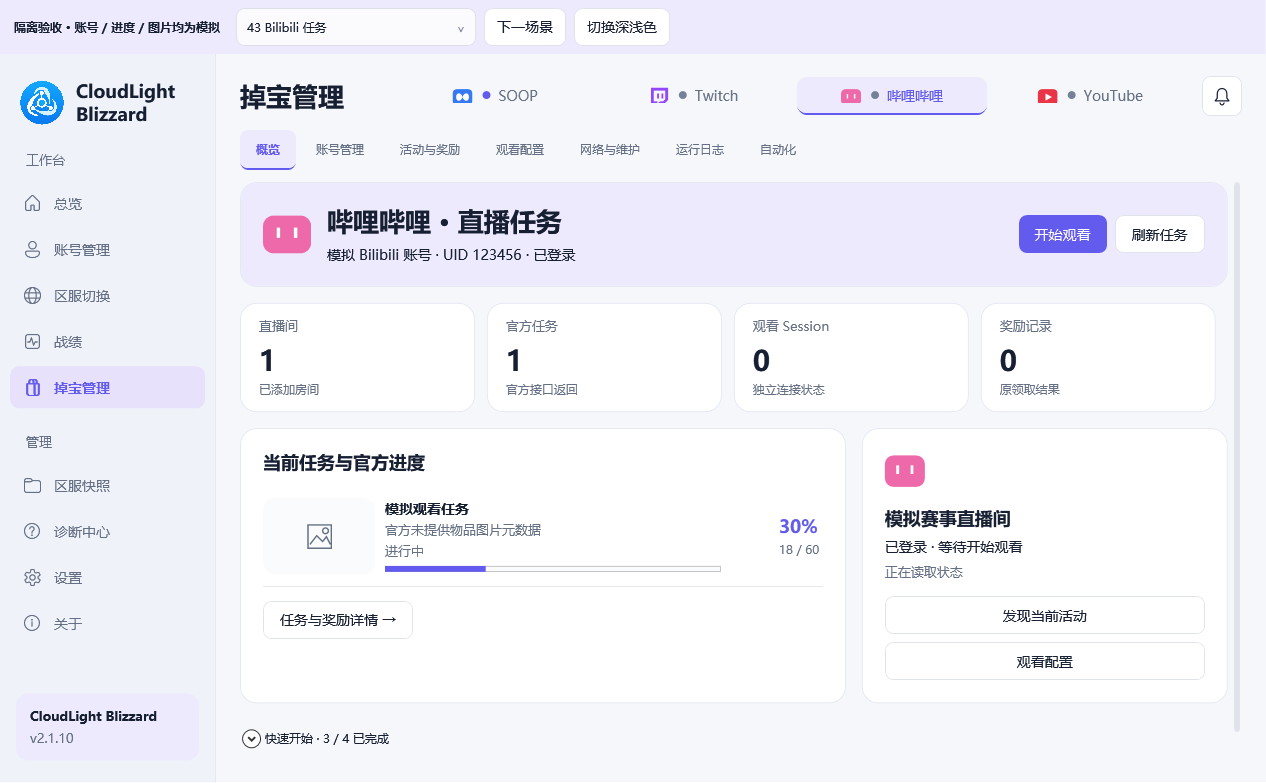 隔离验收 • 账号 / 进度 / 图片均为模拟
43 Bilibili 任务
下一场景
切换深浅色
CloudLight
Blizzard
工作台
总览
账号管理
区服切换
战绩
掉宝管理
管理
区服快照
诊断中心
设置
关于
CloudLight Blizzard
v2.1.10
掉宝管理
SOOP
Twitch
哔哩哔哩
YouTube
概览
账号管理
活动与奖励
观看配置
网络与维护
运行日志
自动化
哔哩哔哩 • 直播任务
模拟 Bilibili 账号 · UID 123456 · 已登录
开始观看
刷新任务
直播间
1
已添加房间
官方任务
1
官方接口返回
观看 Session
0
独立连接状态
奖励记录
0
原领取结果
当前任务与官方进度
模拟观看任务
官方未提供物品图片元数据
进行中
30%
18 / 60
任务与奖励详情 →
模拟赛事直播间
已登录 · 等待开始观看
正在读取状态
发现当前活动
观看配置
快速开始 · 3 / 4 已完成